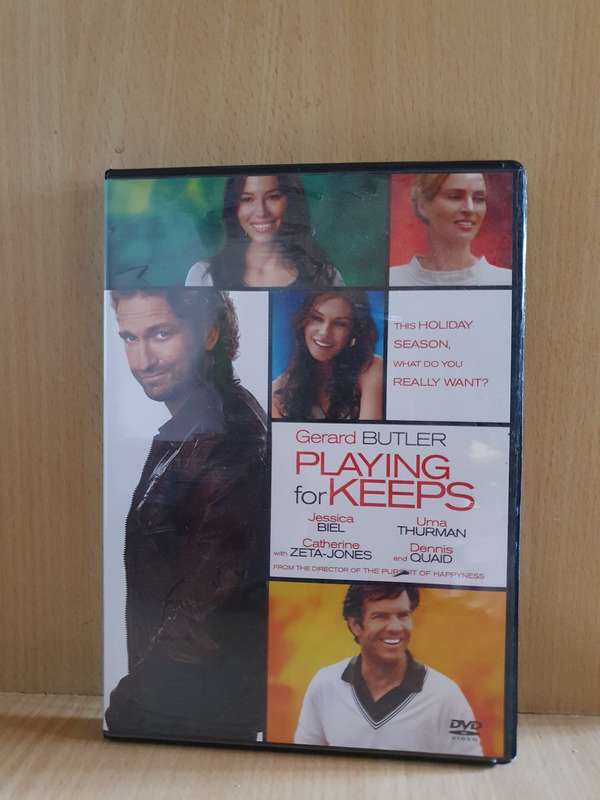 THIS HOLIDAY
SEASON,
WHAT DO YOU
REALLY WANT?
Gerard BUTLER
PLAYING
for KEEPS
Jessica BIEL
Uma THURMAN
with Catherine ZETA-JONES
and Dennis QUAID
FROM THE DIRECTOR OF THE PURSUIT OF HAPPYNESS
DVD
VIDEO